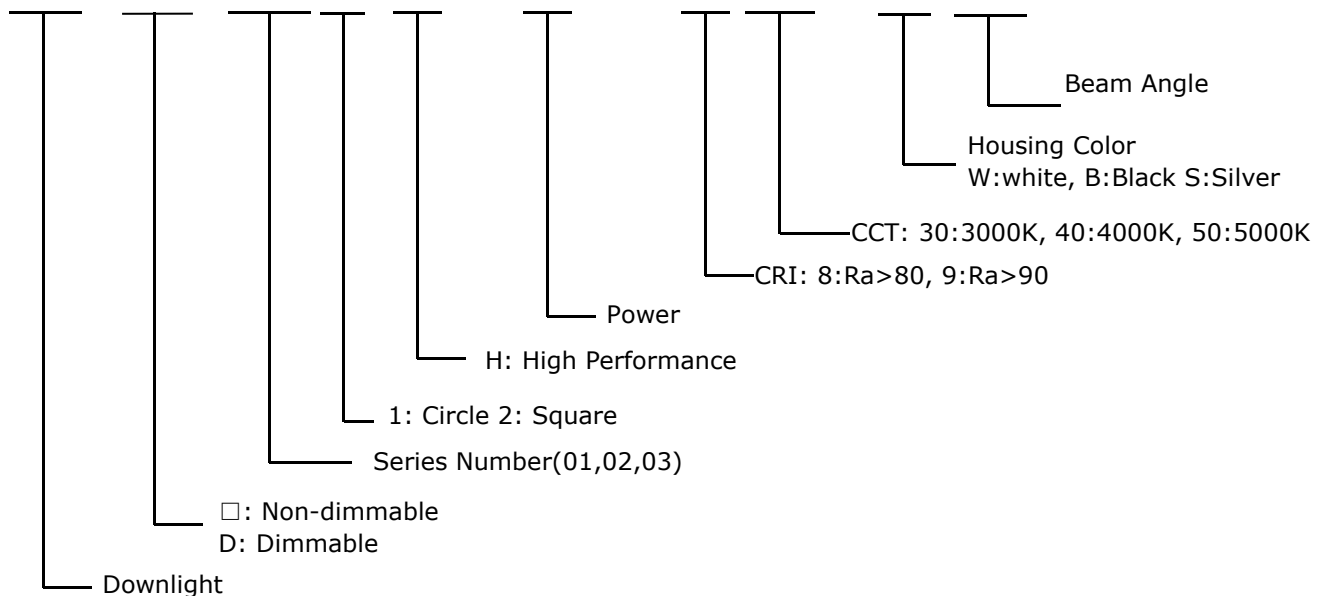 Beam Angle
Housing Color
W:white, B:Black S:Silver
CCT: 30:3000K, 40:4000K, 50:5000K
CRI: 8:Ra>80, 9:Ra>90
Power
H: High Performance
1: Circle 2: Square
Series Number(01,02,03)
□: Non-dimmable
D: Dimmable
Downlight